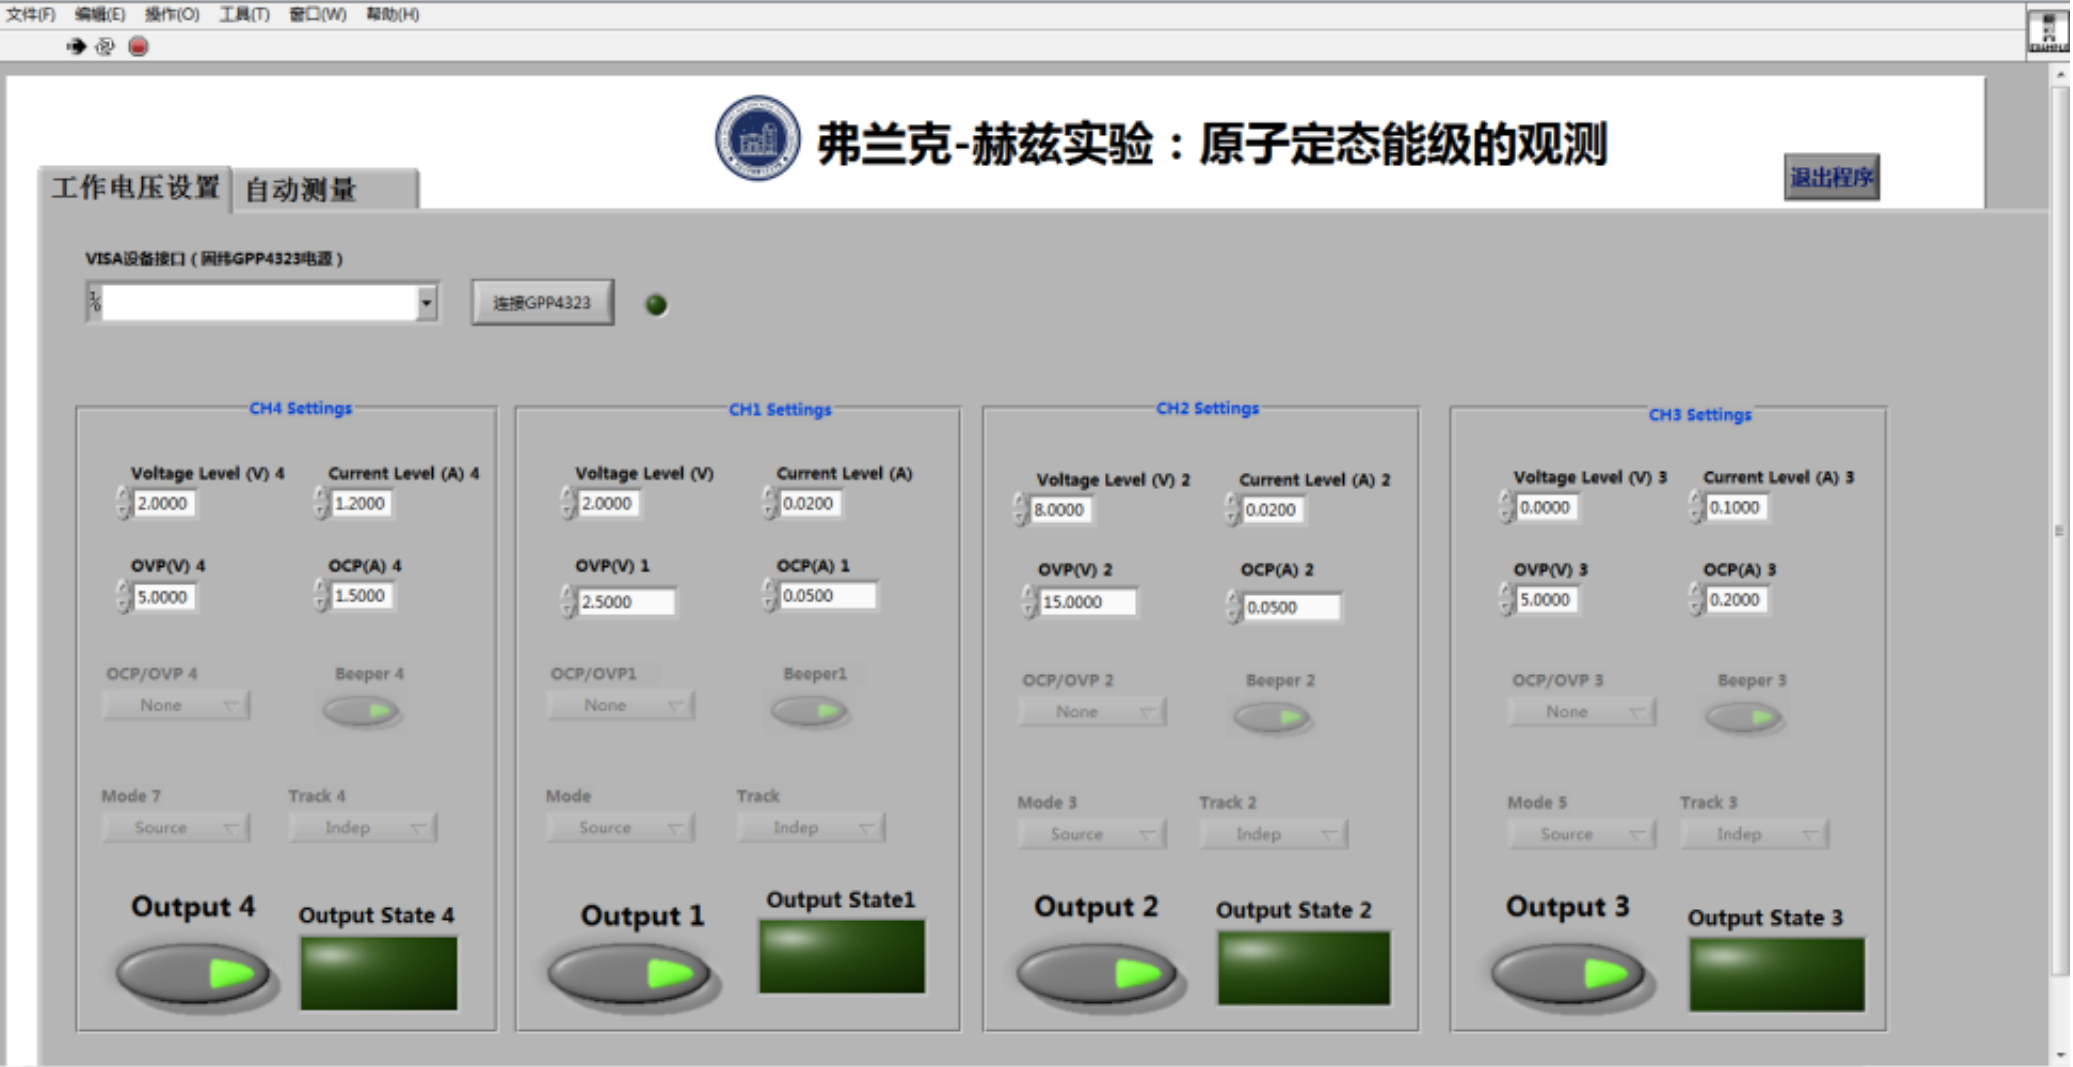 文件(F) 编辑(E) 操作(O) 工具(T) 窗口(W) 帮助(H)
弗兰克-赫兹实验：原子定态能级的观测
退出程序
工作电压设置 自动测量
VISA设备接口（固纬GPP4323电源）
连接GPP4323
CH4 Settings
Voltage Level (V) 4 Current Level (A) 4
2.0000 1.2000
OVP(V) 4 OCP(A) 4
5.0000 1.5000
OCP/OVP 4 Beeper 4
None
Mode 7 Track 4
Source Indep
Output 4 Output State 4
CH1 Settings
Voltage Level (V) Current Level (A)
2.0000 0.0200
OVP(V) 1 OCP(A) 1
2.5000 0.0500
OCP/OVP1 Beeper1
None
Mode Track
Source Indep
Output 1 Output State1
CH2 Settings
Voltage Level (V) 2 Current Level (A) 2
8.0000 0.0200
OVP(V) 2 OCP(A) 2
15.0000 0.0500
OCP/OVP 2 Beeper 2
None
Mode 3 Track 2
Source Indep
Output 2 Output State 2
CH3 Settings
Voltage Level (V) 3 Current Level (A) 3
0.0000 0.1000
OVP(V) 3 OCP(A) 3
5.0000 0.2000
OCP/OVP 3 Beeper 3
None
Mode 5 Track 3
Source Indep
Output 3 Output State 3